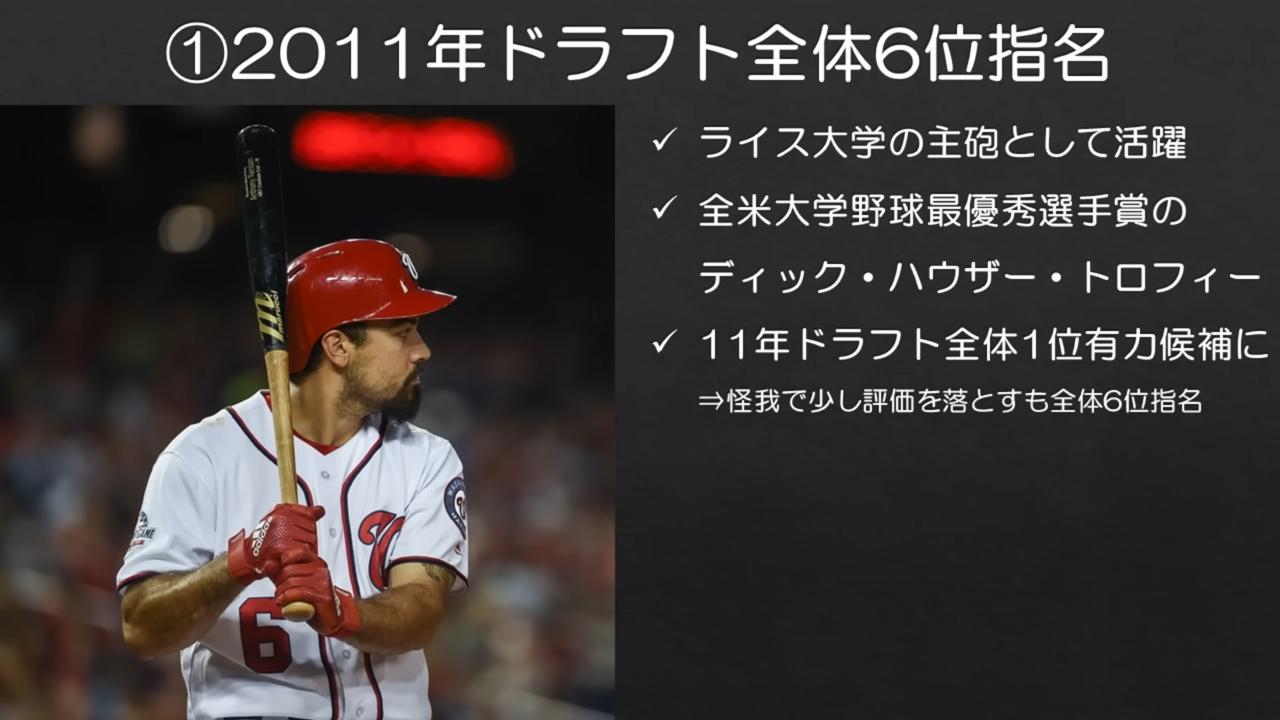 ①2011年ドラフト全体6位指名
✓ ライス大学の主砲として活躍
✓ 全米大学野球最優秀選手賞の
ディック・ハウザー・トロフィー
✓ 11年ドラフト全体1位有力候補に
⇒怪我で少し評価を落とすも全体6位指名
marucci
adidas
6